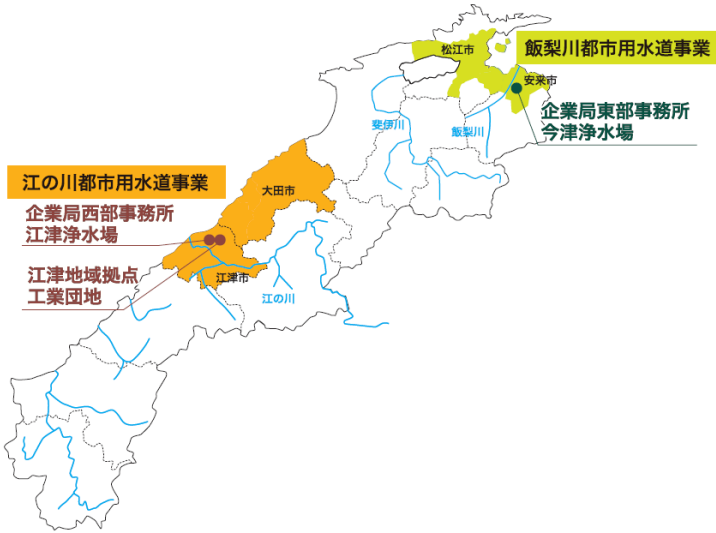 松江市
飯梨川都市用水道事業
安来市
企業局東部事務所
今津浄水場
斐伊川
飯梨川
江の川都市用水道事業
大田市
企業局西部事務所
江津浄水場
江津地域拠点
工業団地
江津市
江の川